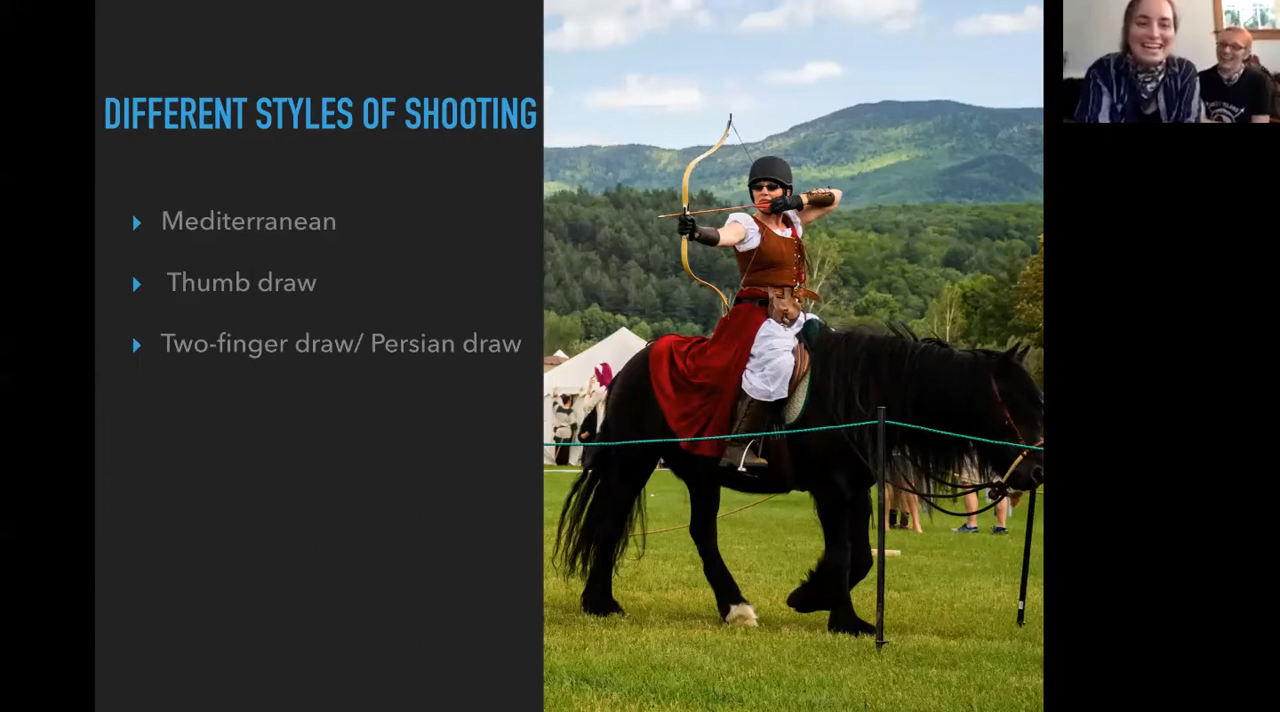 DIFFERENT STYLES OF SHOOTING
Mediterranean
Thumb draw
Two-finger draw/ Persian draw